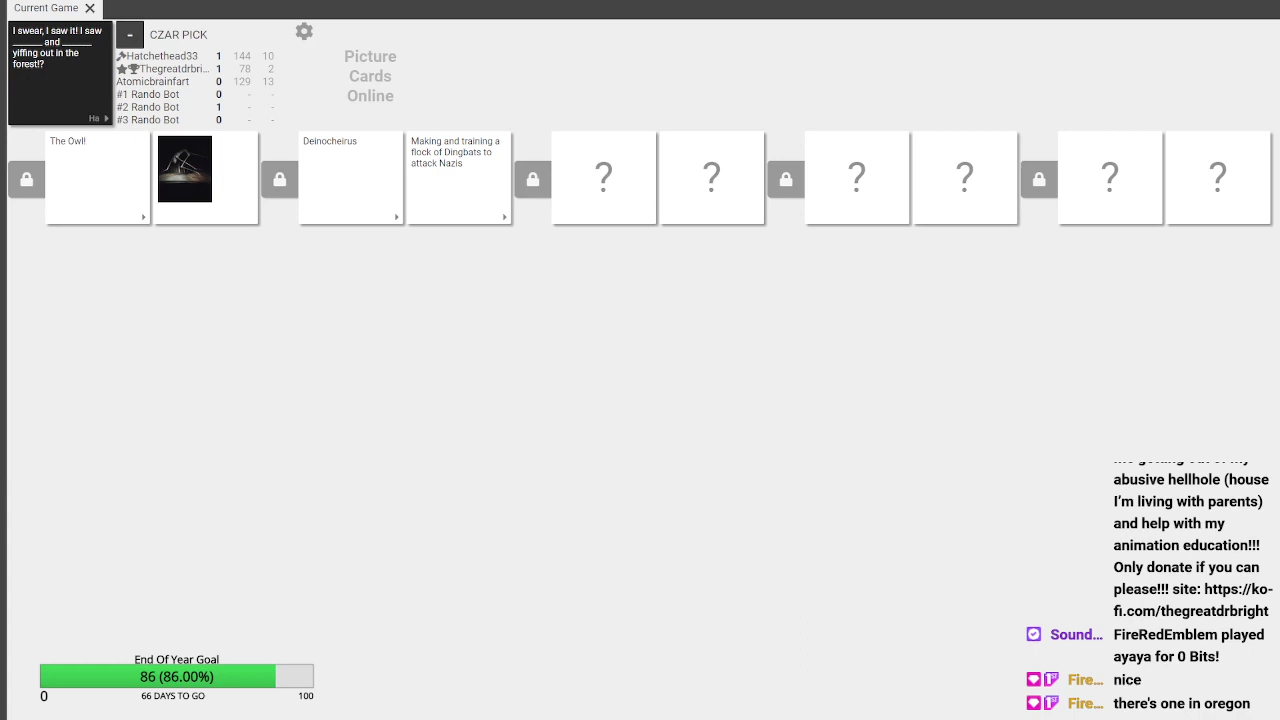 Current Game
I swear, I saw it! I saw
______ and ______
yiffing out in the
forest!?
Ha
-
CZAR PICK
Hatchethead33 1 144 10
Thegreatdrbri... 1 78 2
Atomicbrainfart 0 129 13
#1 Rando Bot 0 - -
#2 Rando Bot 1 - -
#3 Rando Bot 0 - -
Picture
Cards
Online
The Owl!
Deinocheirus
Making and training a
flock of Dingbats to
attack Nazis
? ? ? ? ? ?
abusive hellhole (house
I'm living with parents)
and help with my
animation education!!!
Only donate if you can
please!!! site: https://ko-
fi.com/thegreatdrbright
Sound... FireRedEmblem played
ayaya for 0 Bits!
Fire... nice
Fire... there's one in oregon
End Of Year Goal
86 (86.00%)
0 66 DAYS TO GO 100